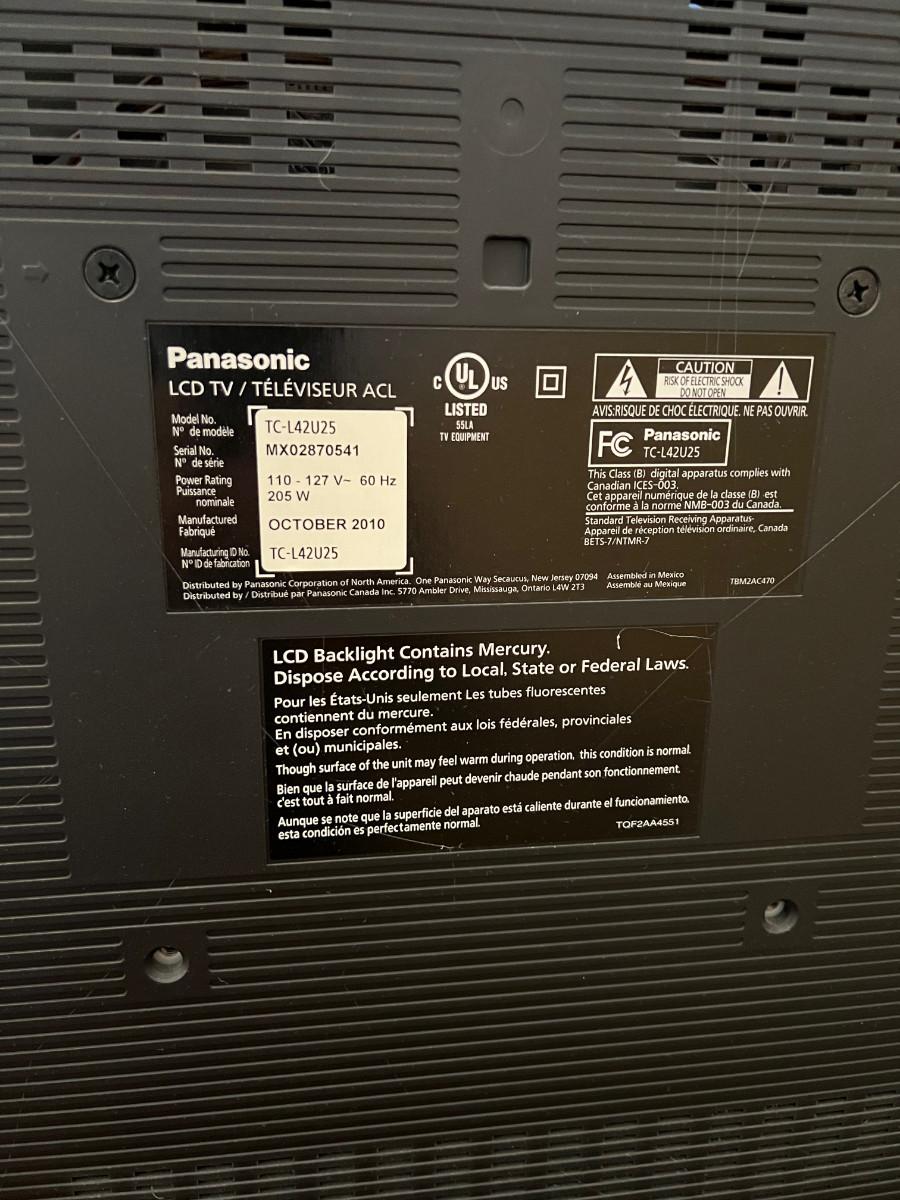 Panasonic
LCD TV / TÉLÉVISEUR ACL
Model No.
N° de modèle
TC-L42U25
Serial No.
N° de série
MX02870541
Power Rating
Puissance
nominale
110 - 127 V~ 60 Hz
205 W
Manufactured
Fabriqué
OCTOBER 2010
Manufacturing ID No.
N° ID de fabrication
TC-L42U25
C UL US
LISTED
55LA
TV EQUIPMENT
CAUTION
RISK OF ELECTRIC SHOCK
DO NOT OPEN
AVIS:RISQUE DE CHOC ÉLECTRIQUE. NE PAS OUVRIR.
FC Panasonic
TC-L42U25
This Class (B) digital apparatus complies with
Canadian ICES-003.
Cet appareil numérique de la classe (B) est
conforme à la norme NMB-003 du Canada.
Standard Television Receiving Apparatus-
Appareil de réception télévision ordinaire, Canada
BETS-7/NTMR-7
Distributed by Panasonic Corporation of North America. One Panasonic Way Secaucus, New Jersey 07094
Distributed by / Distribué par Panasonic Canada Inc. 5770 Ambler Drive, Mississauga, Ontario L4W 2T3
Assembled in Mexico
Assemblé au Mexique
TBM2AC470
LCD Backlight Contains Mercury.
Dispose According to Local, State or Federal Laws.
Pour les États-Unis seulement Les tubes fluorescentes
contiennent du mercure.
En disposer conformément aux lois fédérales, provinciales
et (ou) municipales.
Though surface of the unit may feel warm during operation, this condition is normal.
Bien que la surface de l'appareil peut devenir chaude pendant son fonctionnement.
c'est tout à fait normal.
Aunque se note que la superficie del aparato está caliente durante el funcionamiento,
esta condición es perfectamente normal.
TQF2AA4551